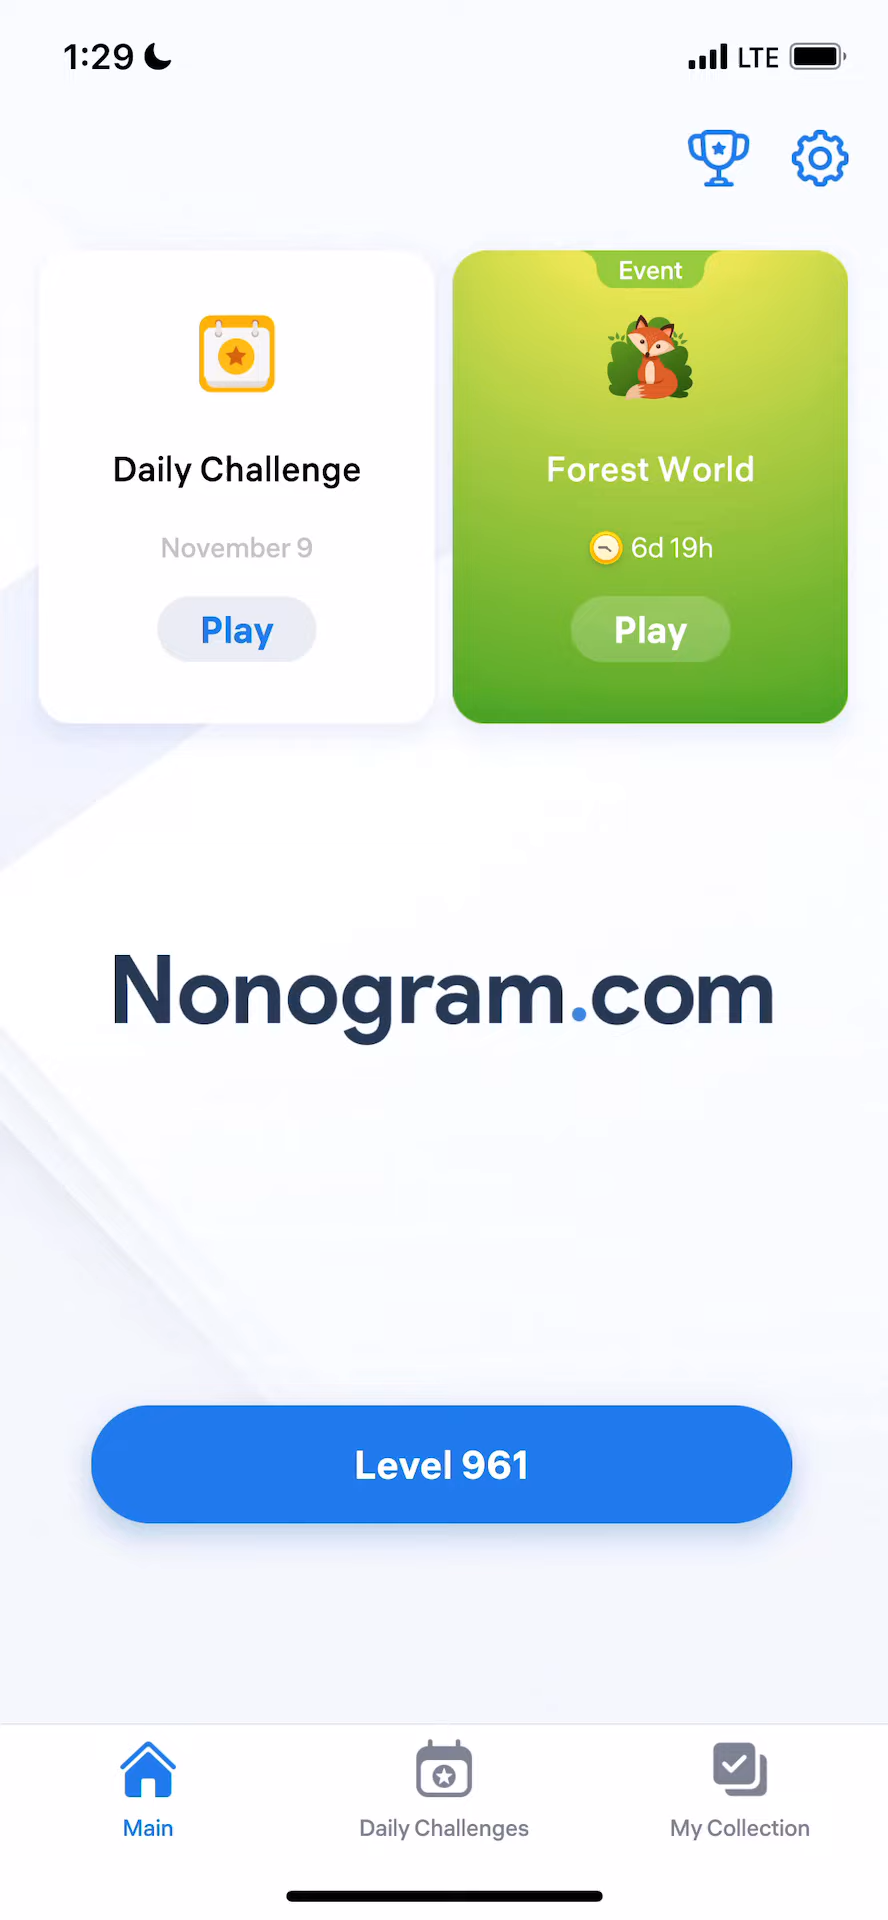 1:29
LTE
Event
Daily Challenge
Forest World
November 9
6d 19h
Play
Play
Nonogram.com
Level 961
Main
Daily Challenges
My Collection